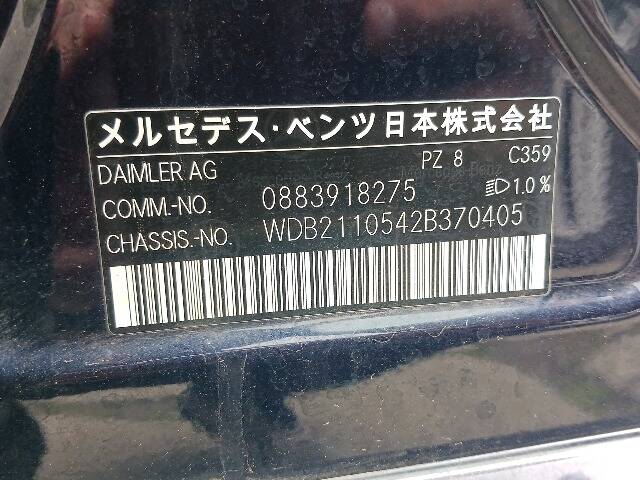 メルセデス・ベンツ日本株式会社
DAIMLER AG PZ 8 C359
COMM.-NO. 0883918275 1.0 %
CHASSIS.-NO. WDB2110542B370405